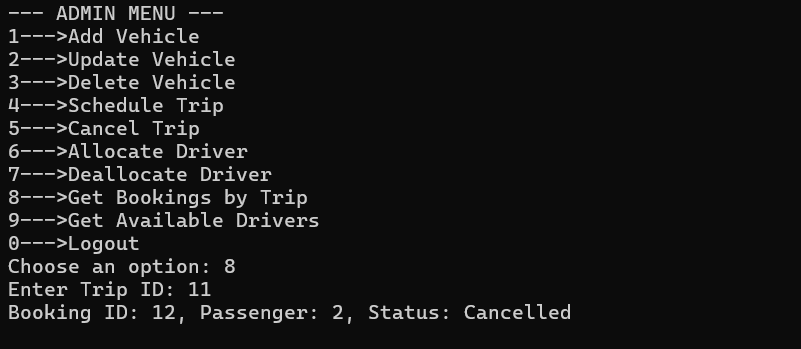 --- ADMIN MENU ---
1--->Add Vehicle
2--->Update Vehicle
3--->Delete Vehicle
4--->Schedule Trip
5--->Cancel Trip
6--->Allocate Driver
7--->Deallocate Driver
8--->Get Bookings by Trip
9--->Get Available Drivers
0--->Logout
Choose an option: 8
Enter Trip ID: 11
Booking ID: 12, Passenger: 2, Status: Cancelled